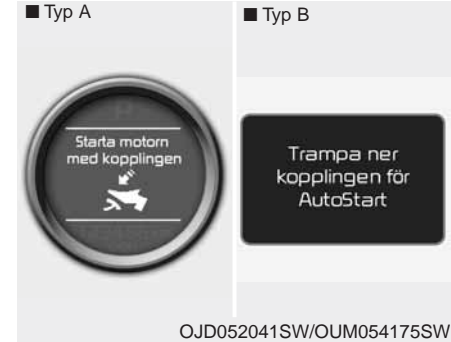 ■ Typ A
■ Typ B
Starta motorn
med kopplingen
Trampa ner
kopplingen för
AutoStart
OJD052041SW/OUM054175SW